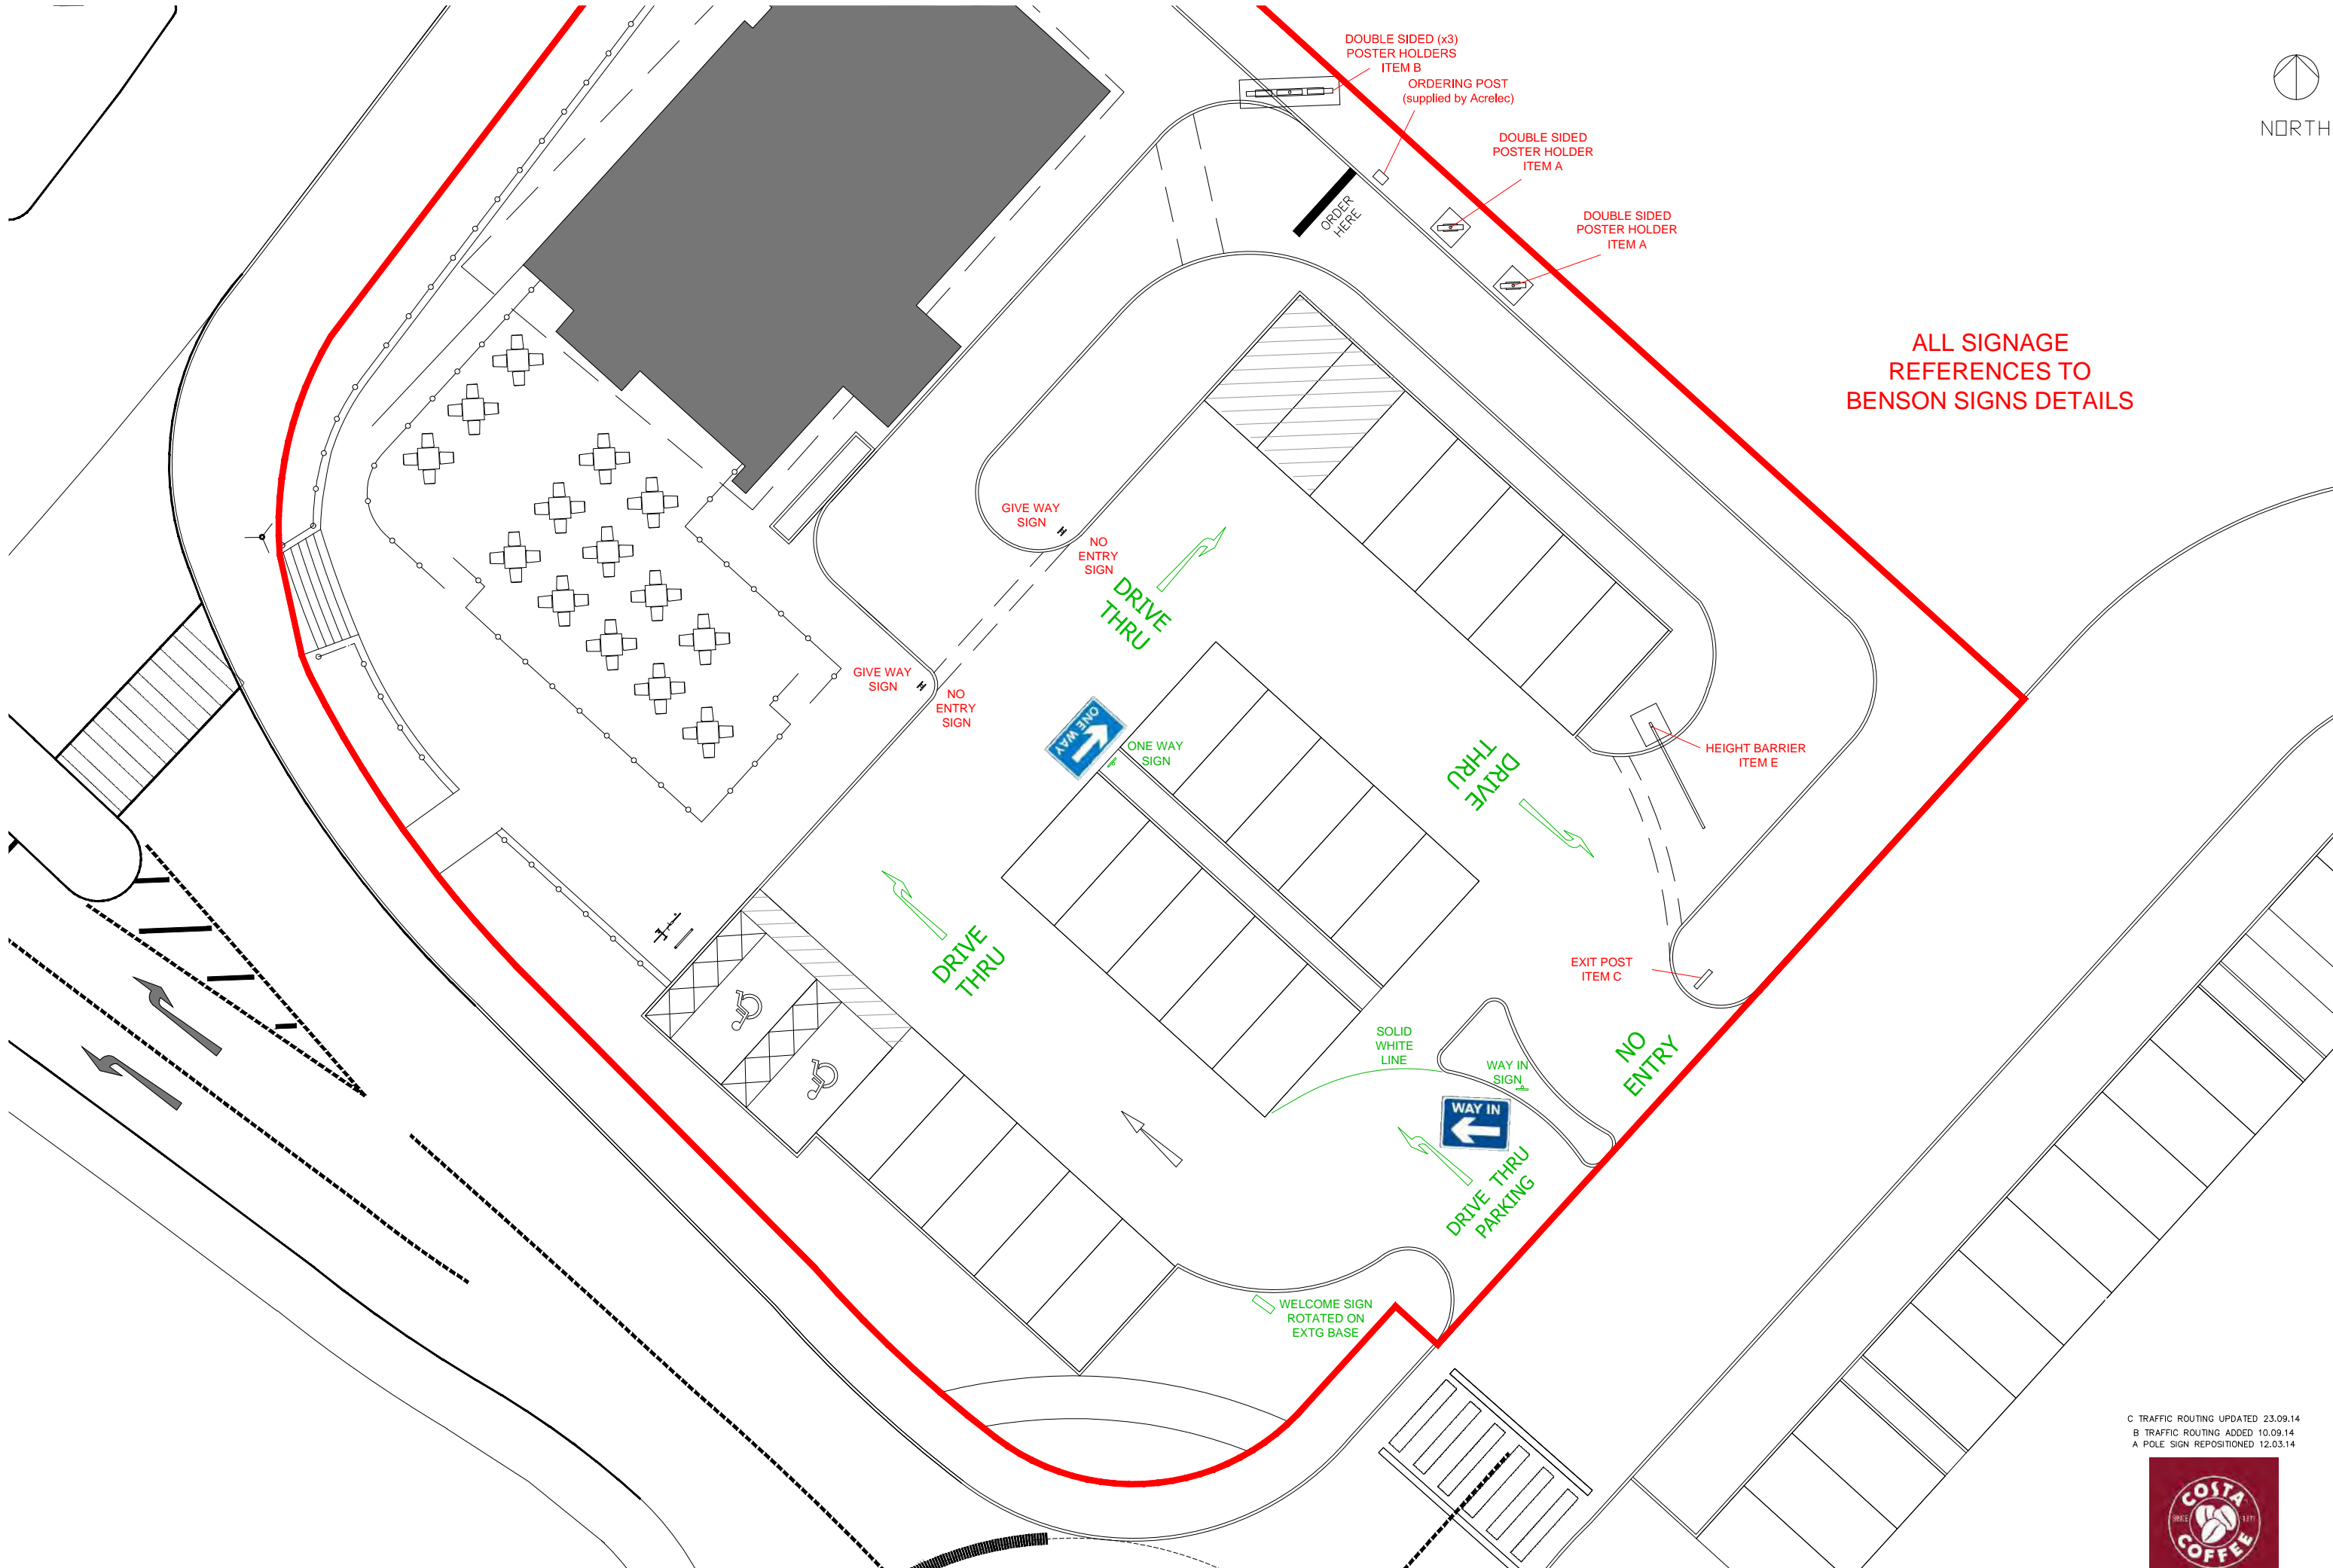 DOUBLE SIDED (x3)
POSTER HOLDERS
ITEM B
ORDERING POST
(supplied by Acrelec)
NORTH
DOUBLE SIDED
POSTER HOLDER
ITEM A
ORDER
HERE
DOUBLE SIDED
POSTER HOLDER
ITEM A
ALL SIGNAGE
REFERENCES TO
BENSON SIGNS DETAILS
GIVE WAY
SIGN
NO
ENTRY
SIGN
DRIVE
THRU
GIVE WAY
SIGN
NO
ENTRY
SIGN
ONE WAY
ONE WAY
SIGN
DRIVE
THRU
HEIGHT BARRIER
ITEM E
DRIVE
THRU
EXIT POST
ITEM C
SOLID
WHITE
LINE
WAY IN
SIGN
NO
ENTRY
WAY IN
DRIVE THRU
PARKING
WELCOME SIGN
ROTATED ON
EXTG BASE
C TRAFFIC ROUTING UPDATED 23.09.14
B TRAFFIC ROUTING ADDED 10.09.14
A POLE SIGN REPOSITIONED 12.03.14
COSTA
SINCE 1971
COFFEE